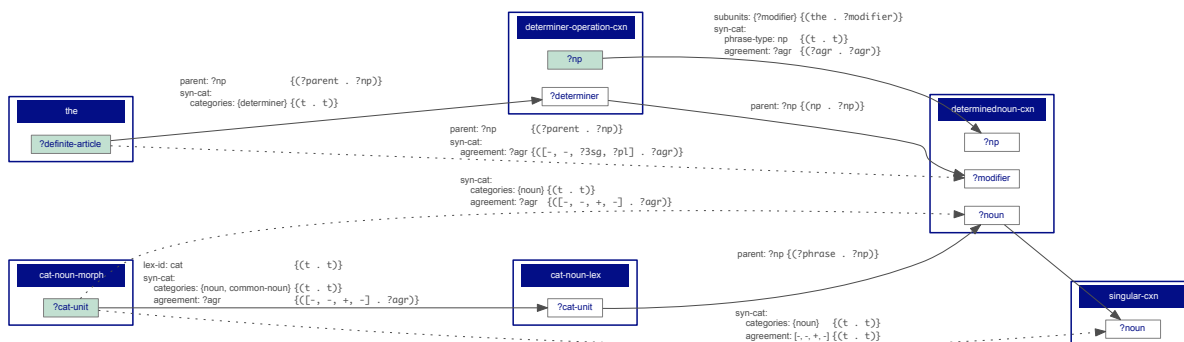 determiner-operation-cxn
?np
?determiner
subunits: {?modifier} {(the . ?modifier)}
syn-cat:
phrase-type: np {(t . t)}
agreement: ?agr {(?agr . ?agr)}
parent: ?np {(?parent . ?np)}
syn-cat:
categories: {determiner} {(t . t)}
the
?definite-article
parent: ?np {(np . ?np)}
determinednoun-cxn
?np
?modifier
?noun
parent: ?np {(?parent . ?np)}
syn-cat:
agreement: ?agr {([-, -, ?3sg, ?pl] . ?agr)}
syn-cat:
categories: {noun} {(t . t)}
agreement: ?agr {([-, -, +, -] . ?agr)}
parent: ?np {(?phrase . ?np)}
cat-noun-morph
?cat-unit
lex-id: cat {(t . t)}
syn-cat:
categories: {noun, common-noun} {(t . t)}
agreement: ?agr {([-, -, +, -] . ?agr)}
cat-noun-lex
?cat-unit
singular-cxn
?noun
syn-cat:
categories: {noun} {(t . t)}
agreement: [-, -, +, -] {(t . t)}